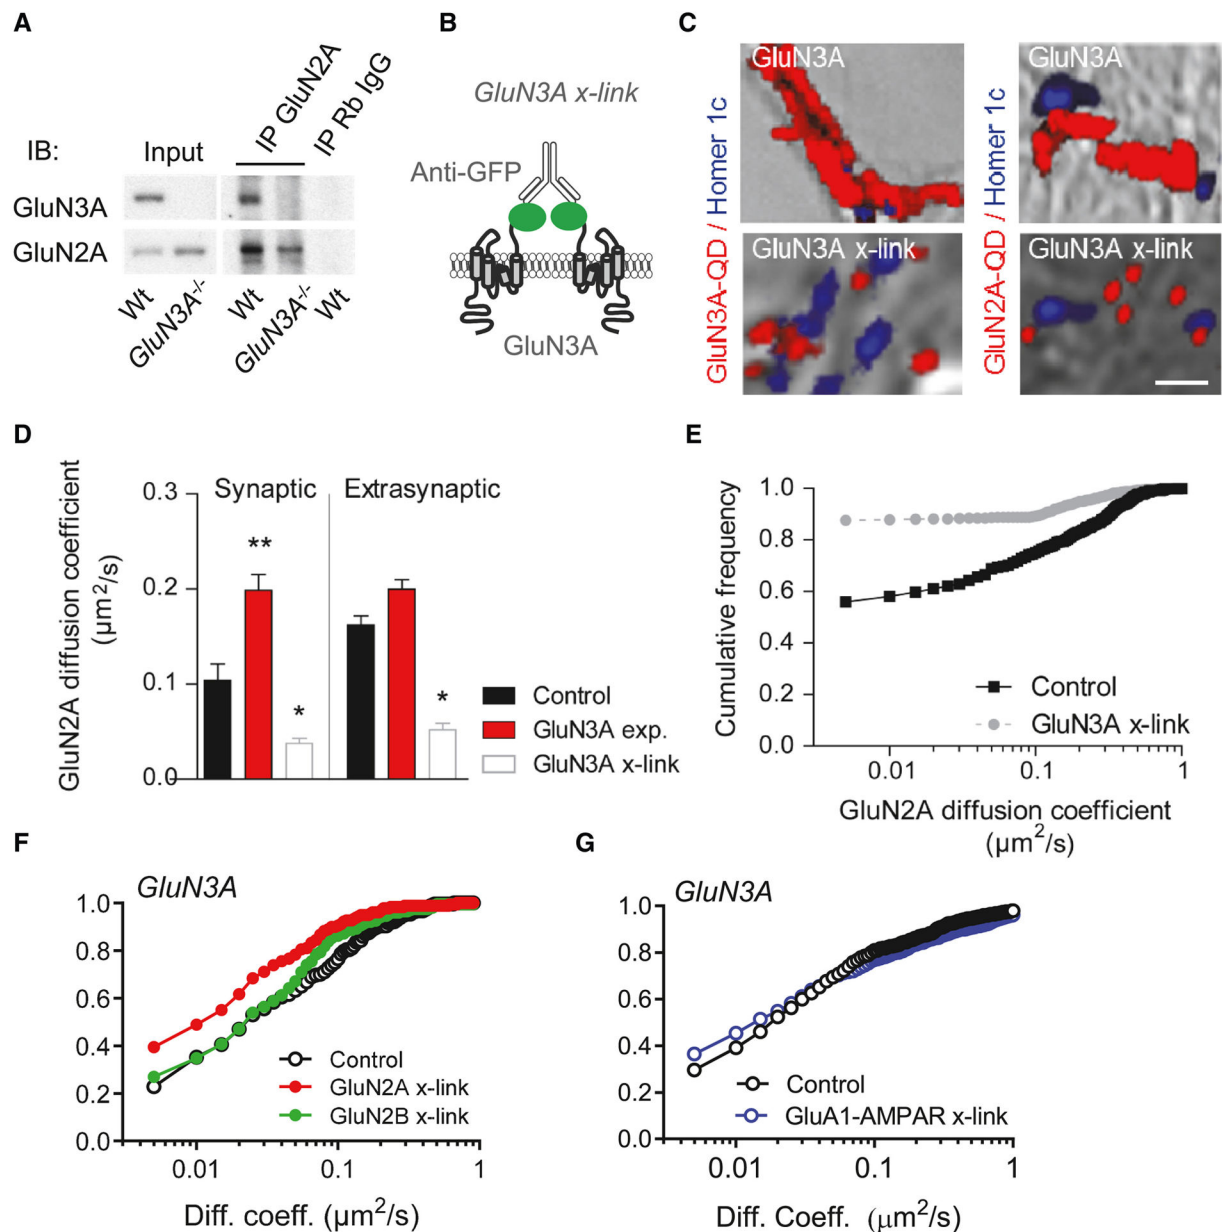 A
IB:
Input
IP GluN2A
IP Rb IgG
GluN3A
GluN2A
Wt
GluN3A-/-
Wt
GluN3A-/-
Wt
B
GluN3A x-link
Anti-GFP
GluN3A
C
GluN3A-QD / Homer 1c
GluN3A
GluN3A x-link
GluN2A-QD / Homer 1c
GluN3A
GluN3A x-link
D
GluN2A diffusion coefficient
(µm2/s)
0.3
0.2
0.1
0.0
Synaptic
Extrasynaptic
**
*
*
Control
GluN3A exp.
GluN3A x-link
E
Cumulative frequency
1.0
0.8
0.6
0.4
0.2
0.0
Control
GluN3A x-link
0.01
0.1
1
GluN2A diffusion coefficient
(µm2/s)
F
GluN3A
1.0
0.8
0.6
0.4
0.2
0.0
Control
GluN2A x-link
GluN2B x-link
0.01
0.1
1
Diff. coeff. (µm2/s)
G
GluN3A
1.0
0.8
0.6
0.4
0.2
0.0
Control
GluA1-AMPAR x-link
0.01
0.1
1
Diff. Coeff. (µm2/s)